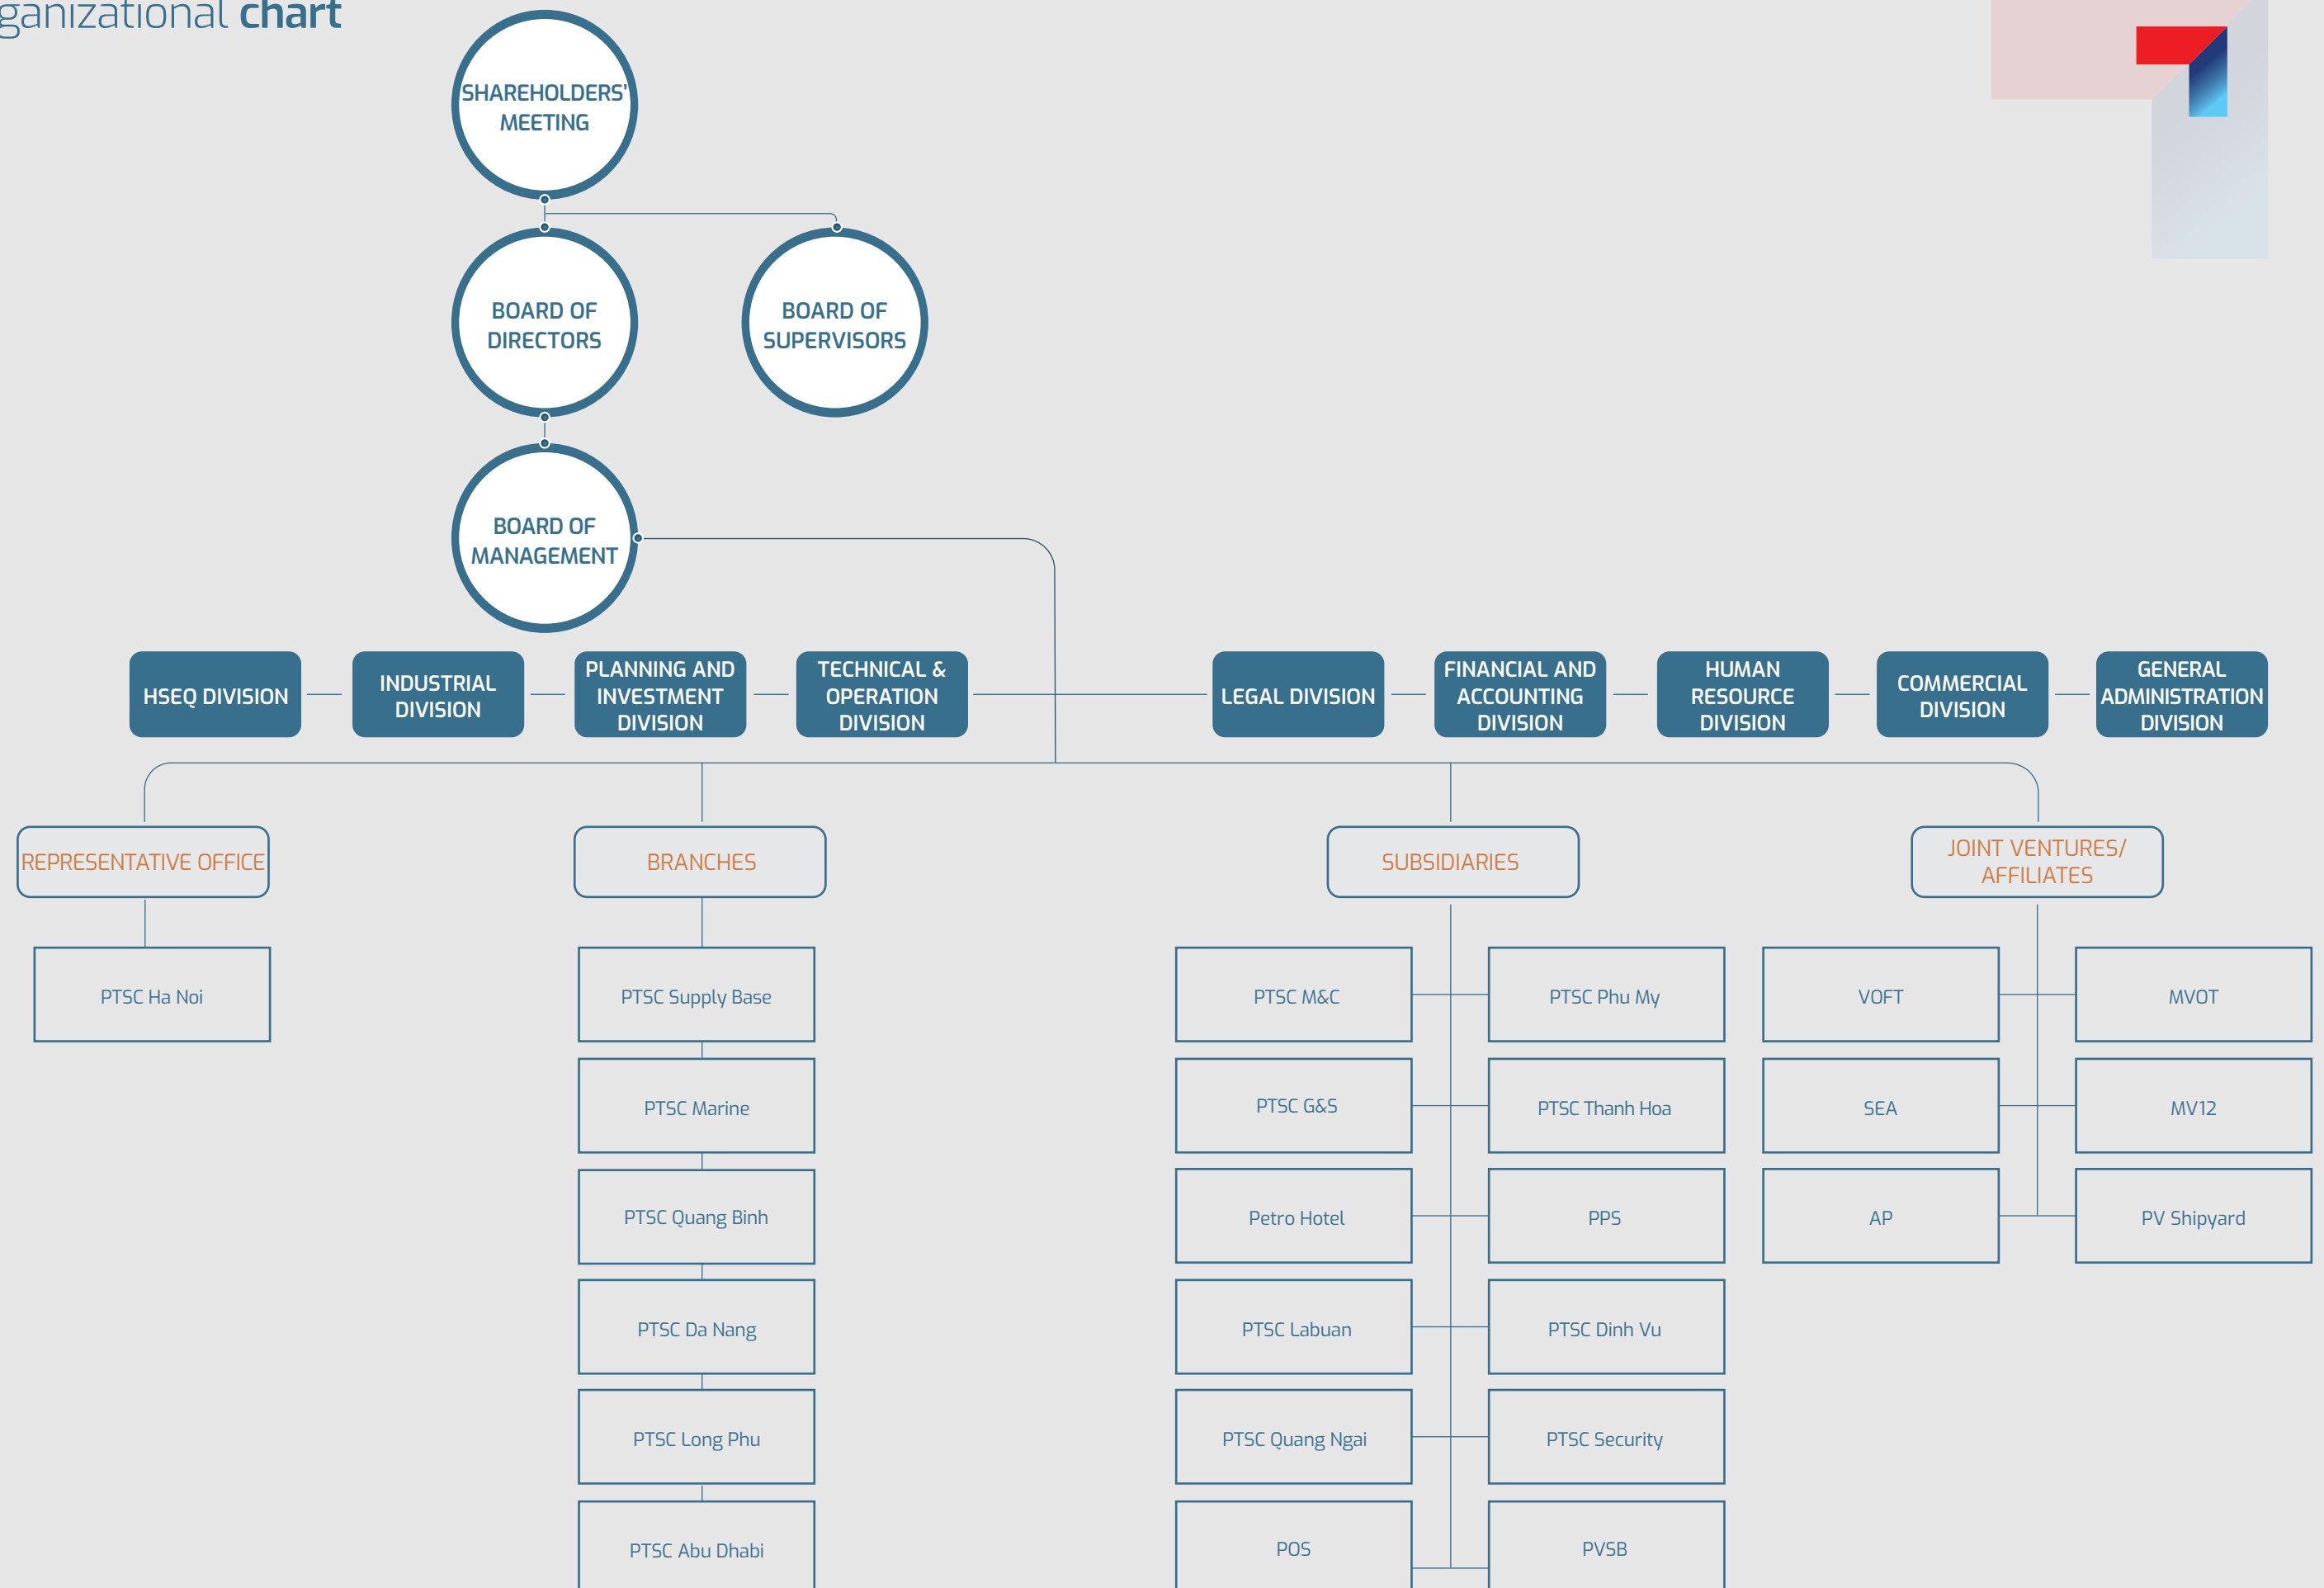 ganizational chart
SHAREHOLDERS'
MEETING
BOARD OF
DIRECTORS
BOARD OF
SUPERVISORS
BOARD OF
MANAGEMENT
HSEQ DIVISION
INDUSTRIAL
DIVISION
PLANNING AND
INVESTMENT
DIVISION
TECHNICAL &
OPERATION
DIVISION
LEGAL DIVISION
FINANCIAL AND
ACCOUNTING
DIVISION
HUMAN
RESOURCE
DIVISION
COMMERCIAL
DIVISION
GENERAL
ADMINISTRATION
DIVISION
REPRESENTATIVE OFFICE
BRANCHES
SUBSIDIARIES
JOINT VENTURES/
AFFILIATES
PTSC Ha Noi
PTSC Supply Base
PTSC M&C
PTSC Phu My
VOFT
MVOT
PTSC Marine
PTSC G&S
PTSC Thanh Hoa
SEA
MV12
PTSC Quang Binh
Petro Hotel
PPS
AP
PV Shipyard
PTSC Da Nang
PTSC Labuan
PTSC Dinh Vu
PTSC Long Phu
PTSC Quang Ngai
PTSC Security
PTSC Abu Dhabi
POS
PVSB